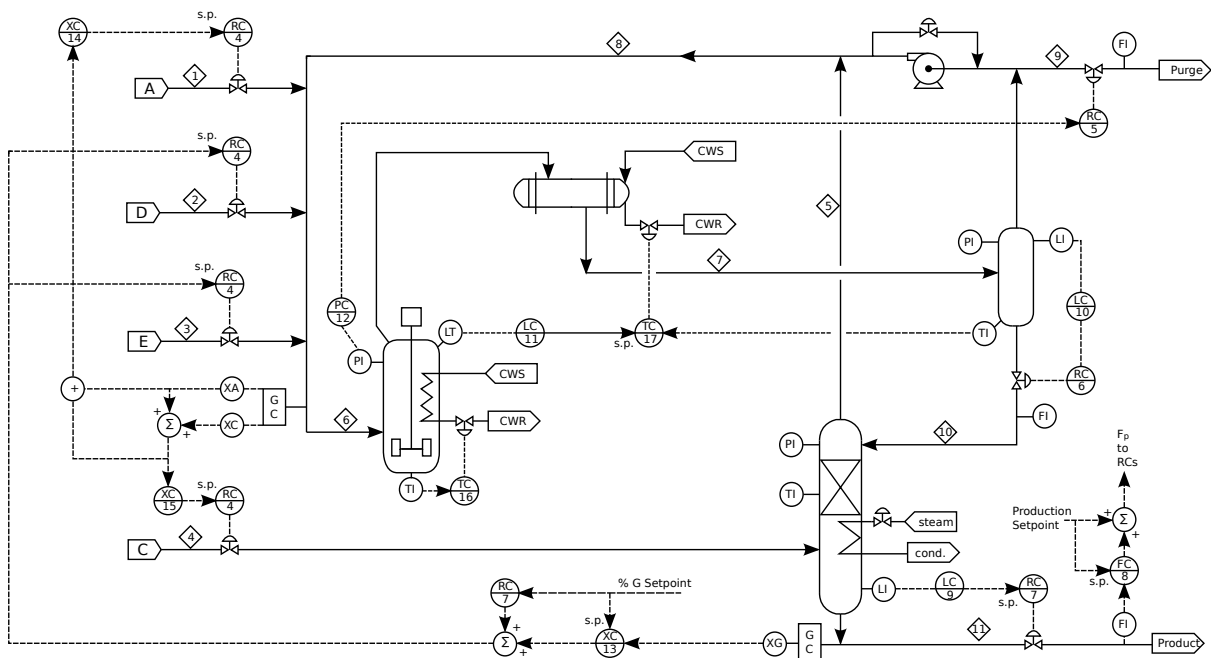 XC
14
s.p.
RC
4
8
FI
9
1
A
Purge
s.p.
RC
4
RC
5
CWS
2
D
5
CWR
PI
LI
7
s.p.
RC
4
PC
12
LC
10
3
E
LT
LC
11
TC
17
s.p.
TI
PI
CWS
RC
6
+
XA
G
C
+
Σ
+
XC
6
CWR
FI
10
PI
Fp
to
RCs
XC
15
s.p.
RC
4
TI
TC
16
TI
Production
Setpoint
+
Σ
+
4
C
steam
cond.
FC
8
s.p.
% G Setpoint
RC
7
LI
LC
9
RC
7
s.p.
s.p.
+
Σ
+
XC
13
XG
G
C
11
FI
Product